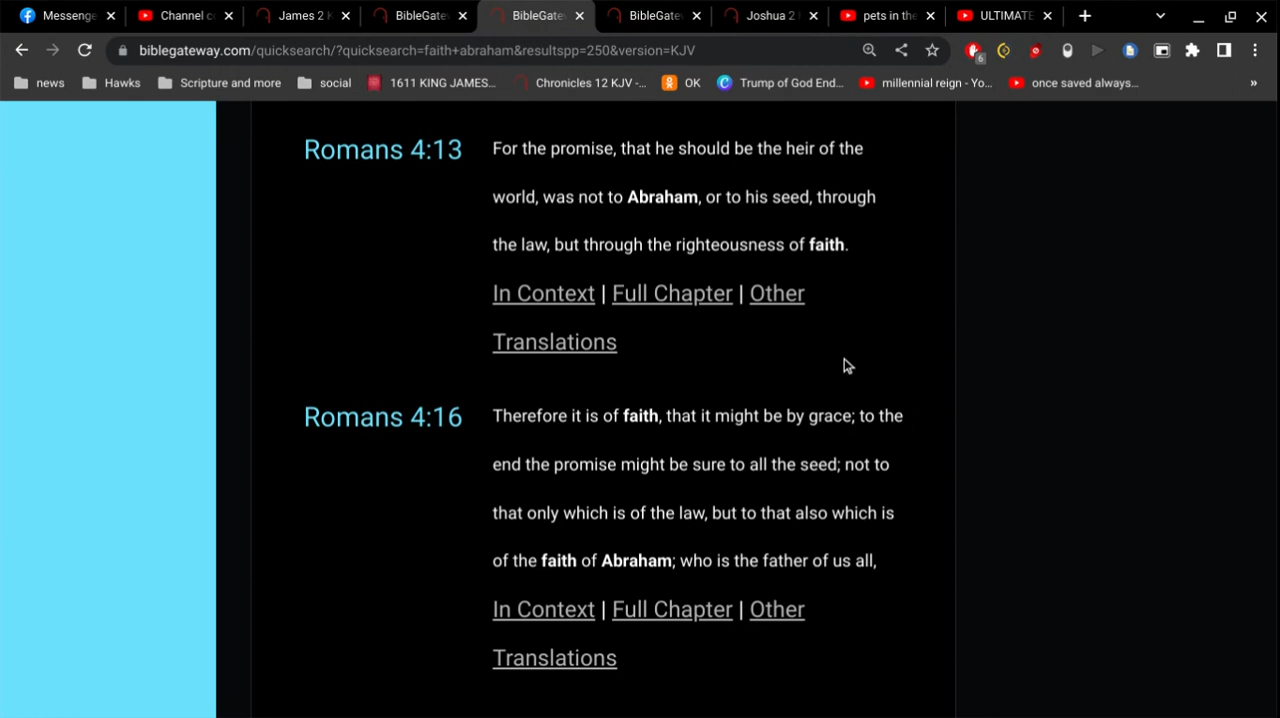 Messenge
Channel c
James 2 K
BibleGate
BibleGate
BibleGate
Joshua 2
pets in the
ULTIMATE
biblegateway.com/quicksearch/?quicksearch=faith+abraham&resultspp=250&version=KJV
6
news
Hawks
Scripture and more
social
1611 KING JAMES...
Chronicles 12 KJV -...
OK
Trump of God End...
millennial reign - Yo...
once saved always...
»
Romans 4:13
For the promise, that he should be the heir of the
world, was not to Abraham, or to his seed, through
the law, but through the righteousness of faith.
In Context | Full Chapter | Other
Translations
Romans 4:16
Therefore it is of faith, that it might be by grace; to the
end the promise might be sure to all the seed; not to
that only which is of the law, but to that also which is
of the faith of Abraham; who is the father of us all,
In Context | Full Chapter | Other
Translations